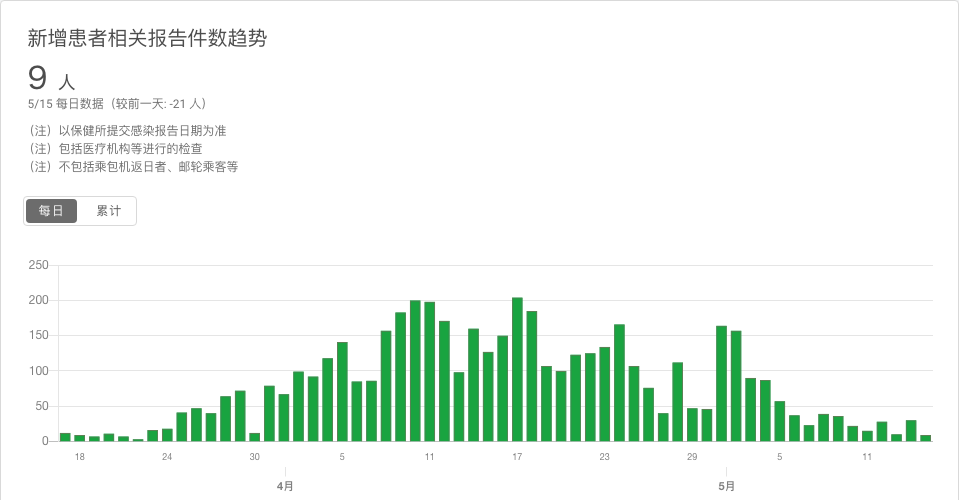 新增患者相关报告件数趋势
9 人
5/15 每日数据（较前一天: -21 人）
（注）以保健所提交感染报告日期为准
（注）包括医疗机构等进行的检查
（注）不包括乘包机返日者、邮轮乘客等
每日 累计
250
200
150
100
50
0
18 24 30 5 11 17 23 29 5 11
4月 5月